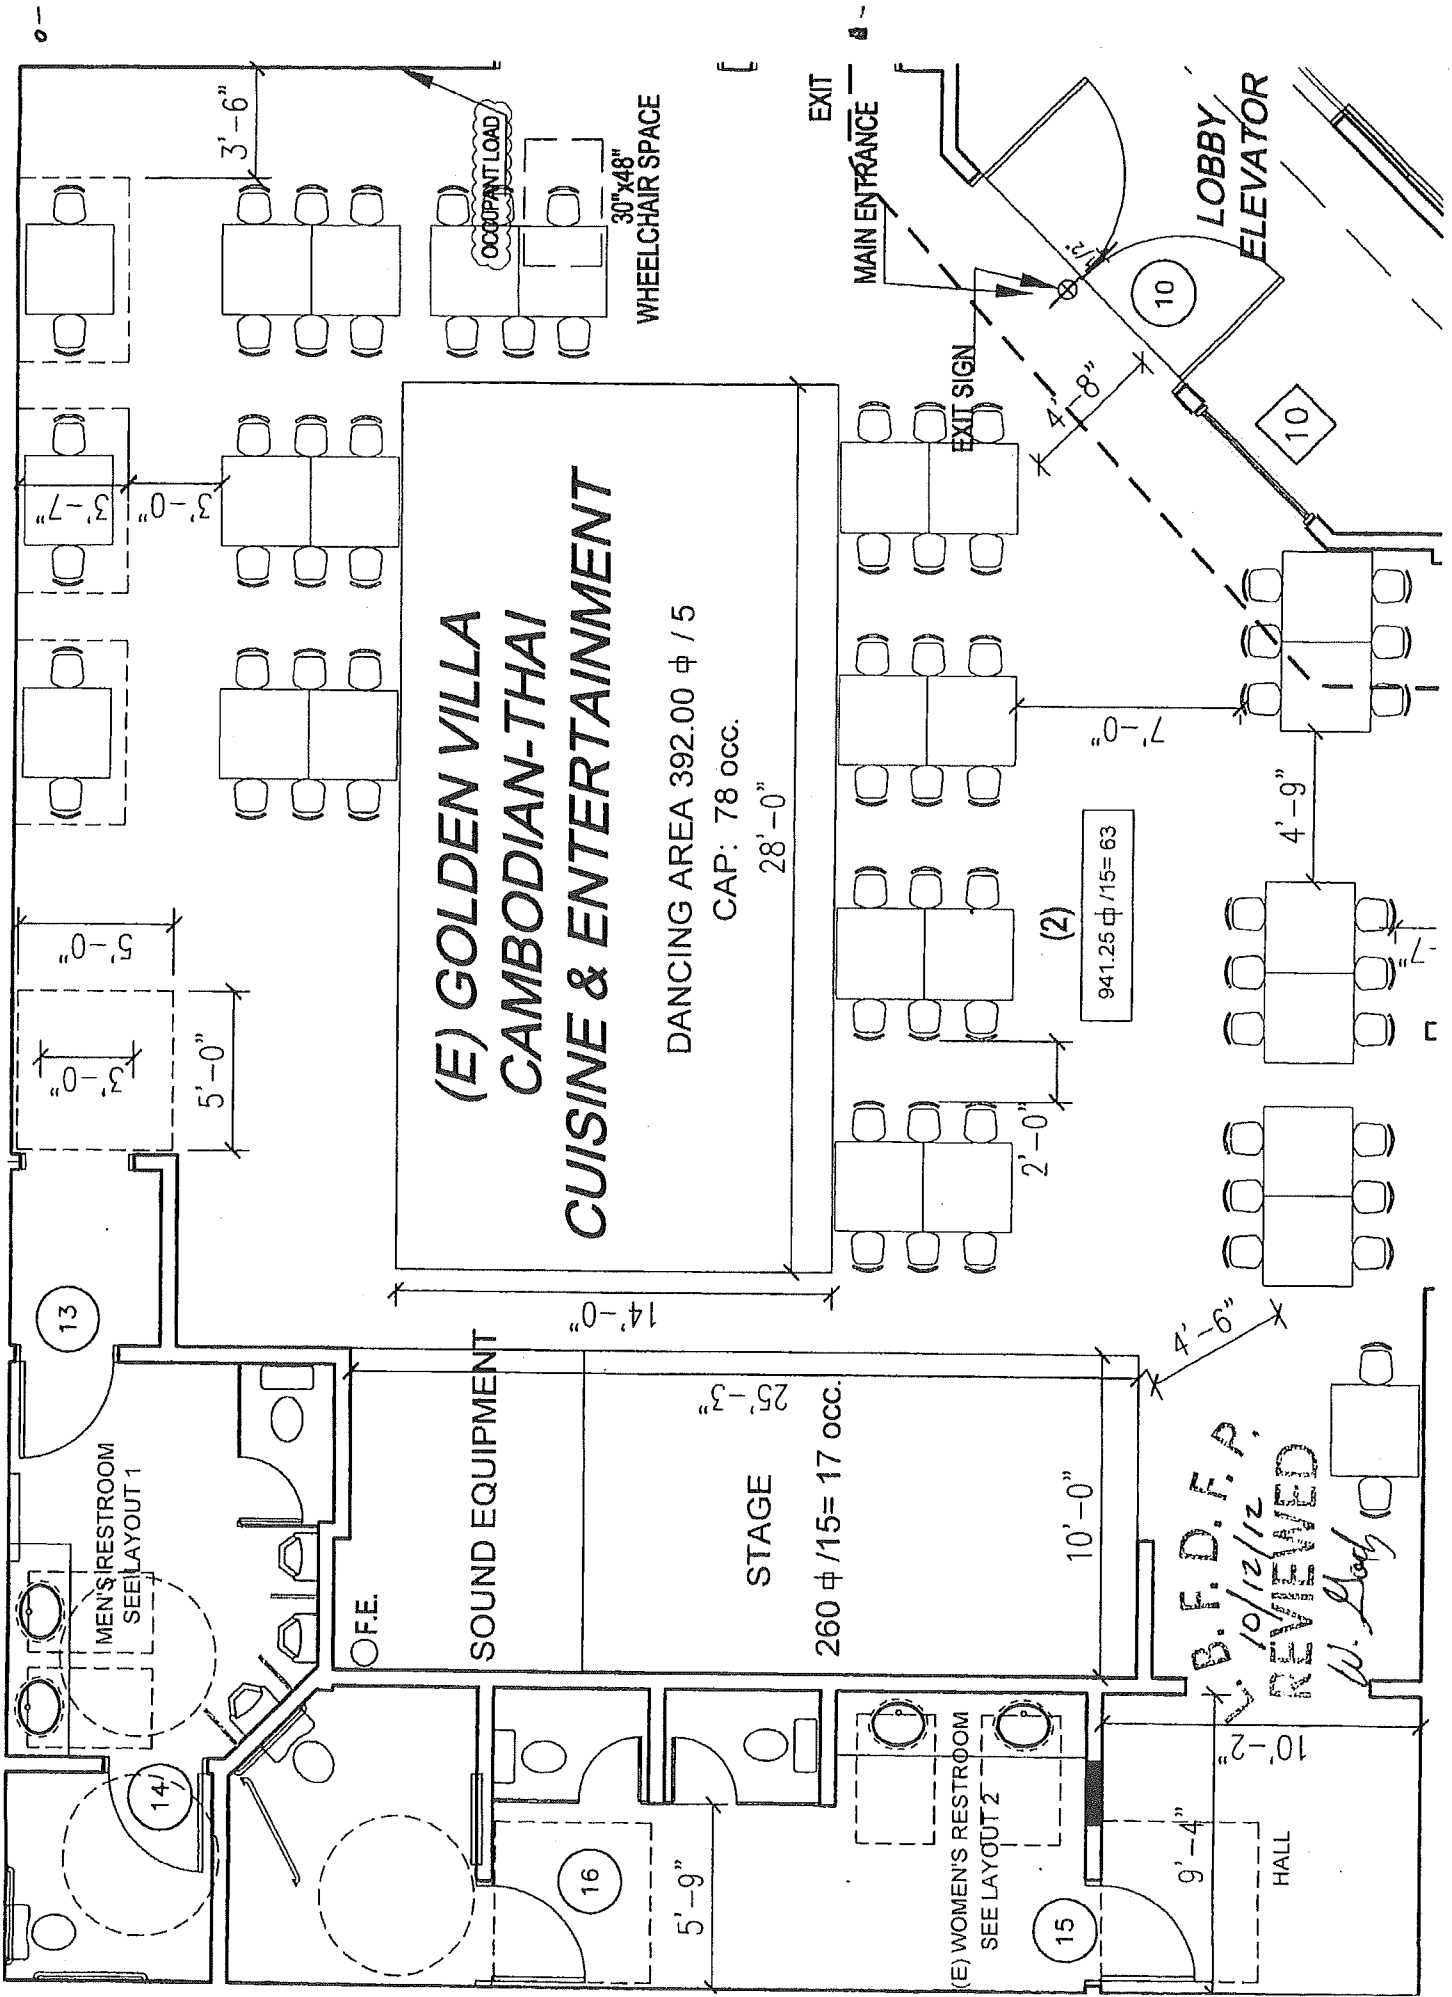 3'-6"
OCCUPANT LOAD
30"x48"
WHEELCHAIR SPACE
EXIT
MAIN ENTRANCE
LOBBY
ELEVATOR
1/2"
10
EXIT SIGN
4'-8"
10
3'-7"
3'-0"
(E) GOLDEN VILLA
CAMBODIAN-THAI
CUISINE & ENTERTAINMENT
DANCING AREA 392.00 ф / 5
CAP: 78 occ.
28'-0"
14'-0"
7'-0"
4'-9"
(2)
941.25 ф /15= 63
2'-0"
5'-0"
3'-0"
5'-0"
7"
4'-6"
13
MEN'S RESTROOM
SEE LAYOUT 1
F.E.
SOUND EQUIPMENT
25'-3"
STAGE
260 ф /15= 17 occ.
10'-0"
L. B. F. D. F. P.
10/12/12
REVIEWED
14
16
5'-9"
(E) WOMEN'S RESTROOM
SEE LAYOUT 2
15
9'-4"
10'-2"
HALL